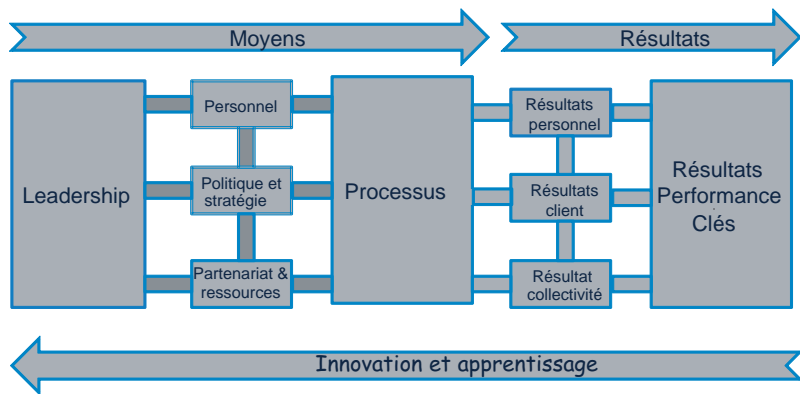 Moyens
Résultats
Leadership
Personnel
Politique et
stratégie
Partenariat &
ressources
Processus
Résultats
personnel
Résultats
client
Résultat
collectivité
Résultats
Performance
Clés
Innovation et apprentissage